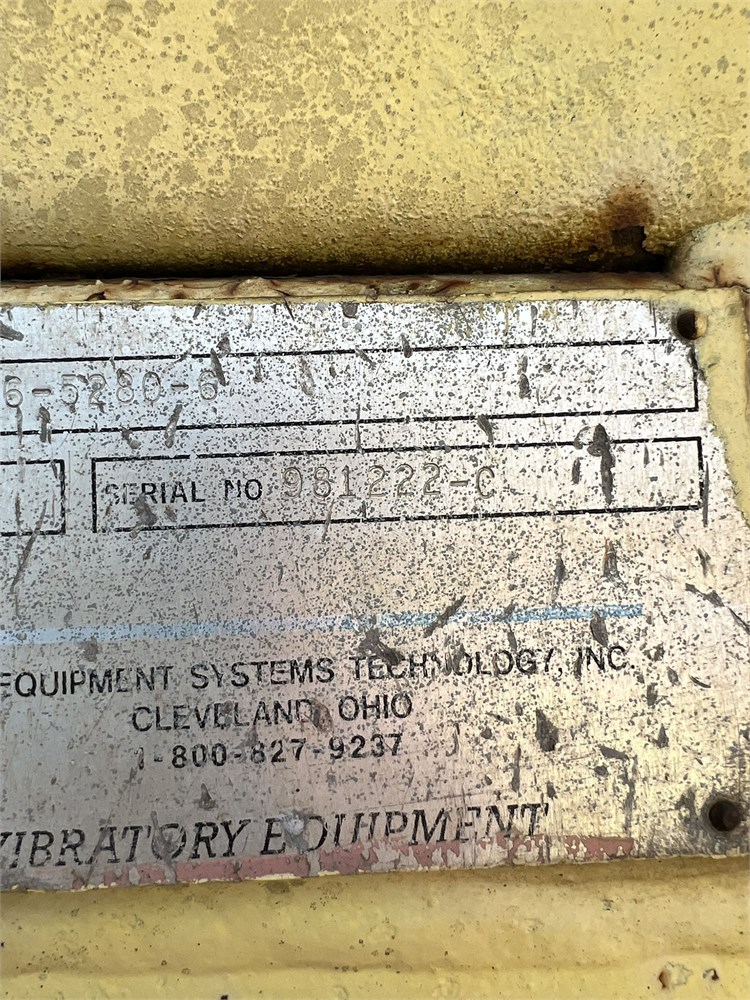 6-5280-6
SERIAL NO 981222-C
EQUIPMENT SYSTEMS TECHNOLOGY, INC.
CLEVELAND, OHIO
1-800-827-9237
VIBRATORY EQUIPMENT